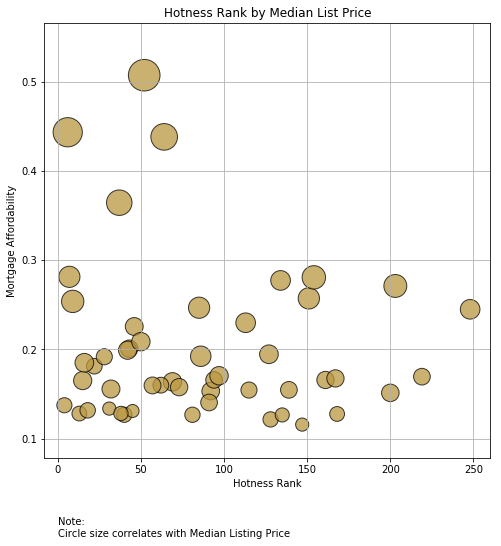 Hotness Rank by Median List Price
Mortgage Affordability
0.5
0.4
0.3
0.2
0.1
0 50 100 150 200 250
Hotness Rank
Note:
Circle size correlates with Median Listing Price